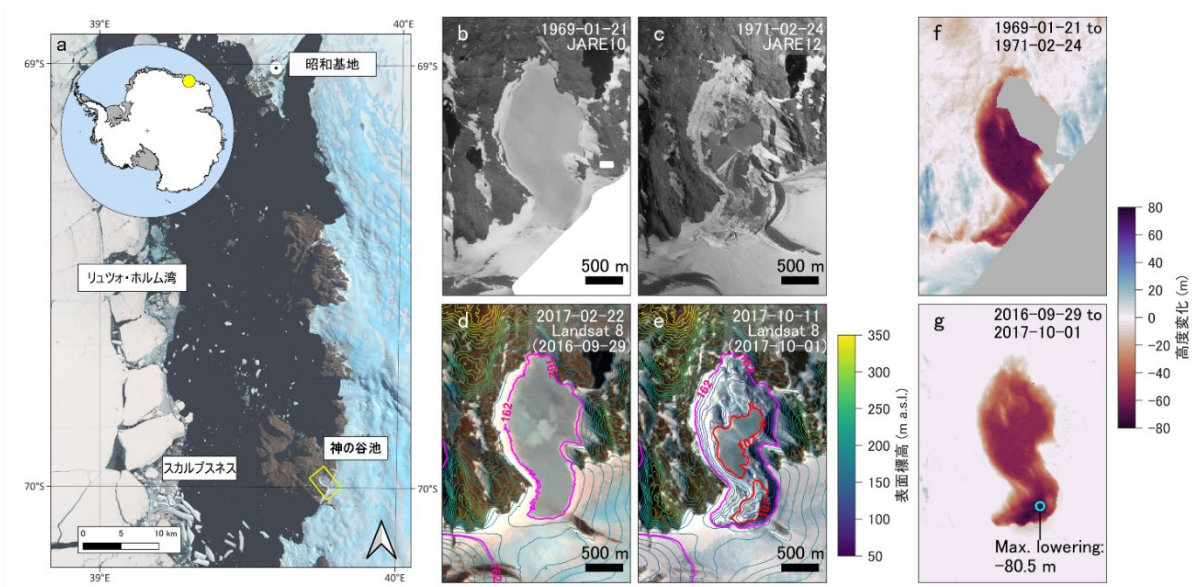 39°E
40°E
a
69°S
69°S
昭和基地
リュツォ・ホルム湾
神の谷池
スカルブスネス
70°S
70°S
0 5 10 km
39°E
40°E
b
1969-01-21
JARE10
500 m
c
1971-02-24
JARE12
500 m
d
2017-02-22
Landsat 8
(2016-09-29)
162
162
500 m
e
2017-10-11
Landsat 8
(2017-10-01)
162
102
500 m
350
300
250
200
150
100
50
表面標高 (m a.s.l.)
f
1969-01-21 to
1971-02-24
g
2016-09-29 to
2017-10-01
Max. lowering:
-80.5 m
80
60
40
20
0
−20
−40
−60
−80
高度変化 (m)